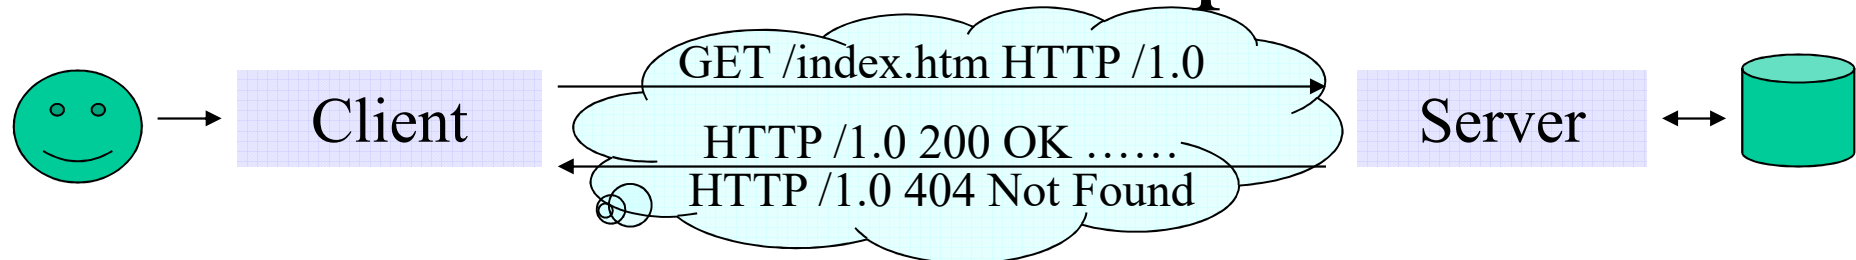 Client
GET /index.htm HTTP /1.0
HTTP /1.0 200 OK ……
HTTP /1.0 404 Not Found
Server